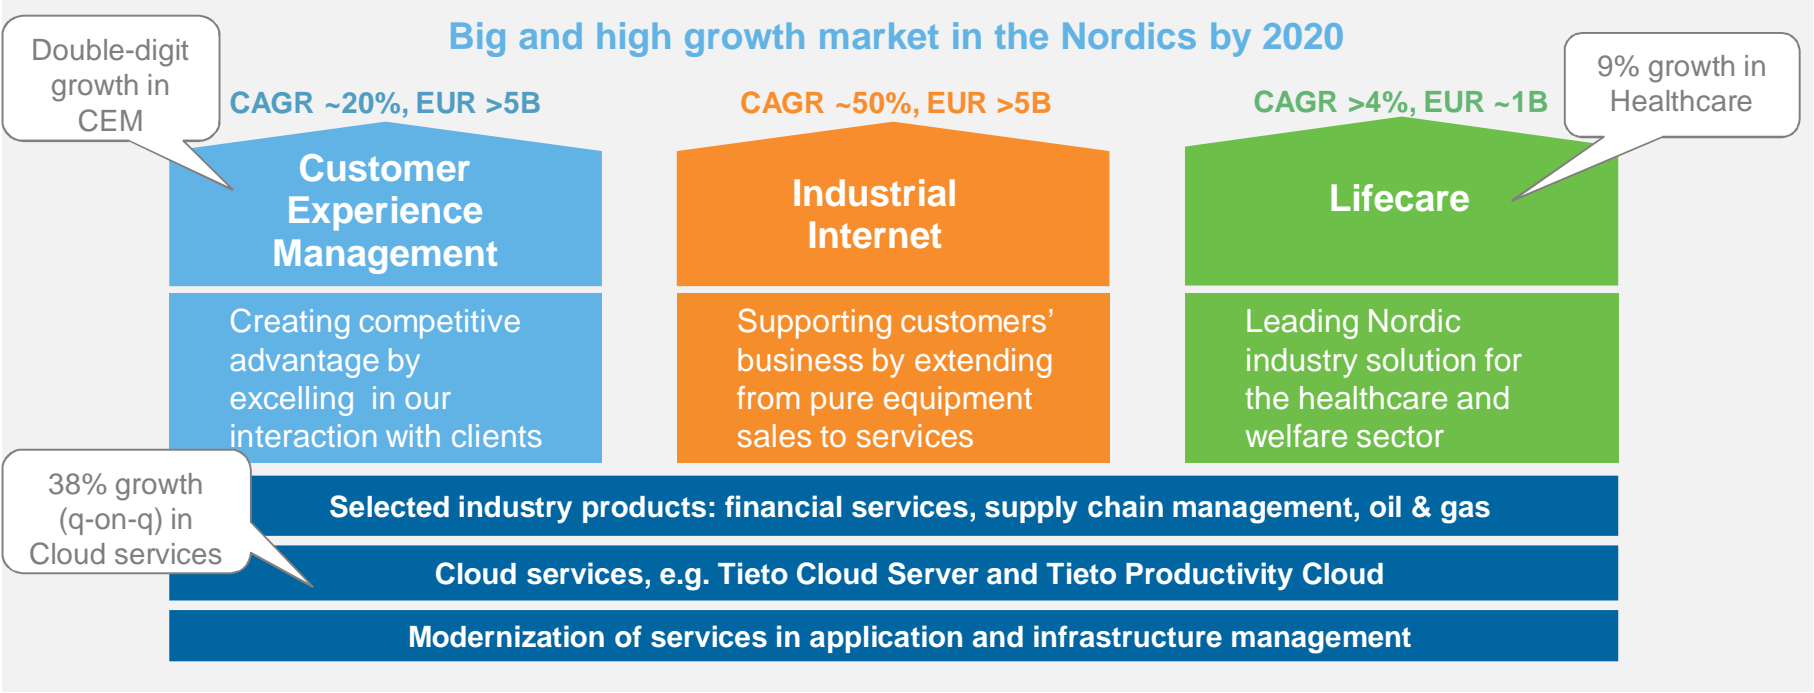 Big and high growth market in the Nordics by 2020
Double-digit
growth in
CEM
9% growth in
Healthcare
CAGR ~20%, EUR >5B
CAGR ~50%, EUR >5B
CAGR >4%, EUR ~1B
Customer
Experience
Management
Creating competitive
advantage by
excelling in our
interaction with clients
Industrial
Internet
Supporting customers’
business by extending
from pure equipment
sales to services
Lifecare
Leading Nordic
industry solution for
the healthcare and
welfare sector
38% growth
(q-on-q) in
Cloud services
Selected industry products: financial services, supply chain management, oil & gas
Cloud services, e.g. Tieto Cloud Server and Tieto Productivity Cloud
Modernization of services in application and infrastructure management